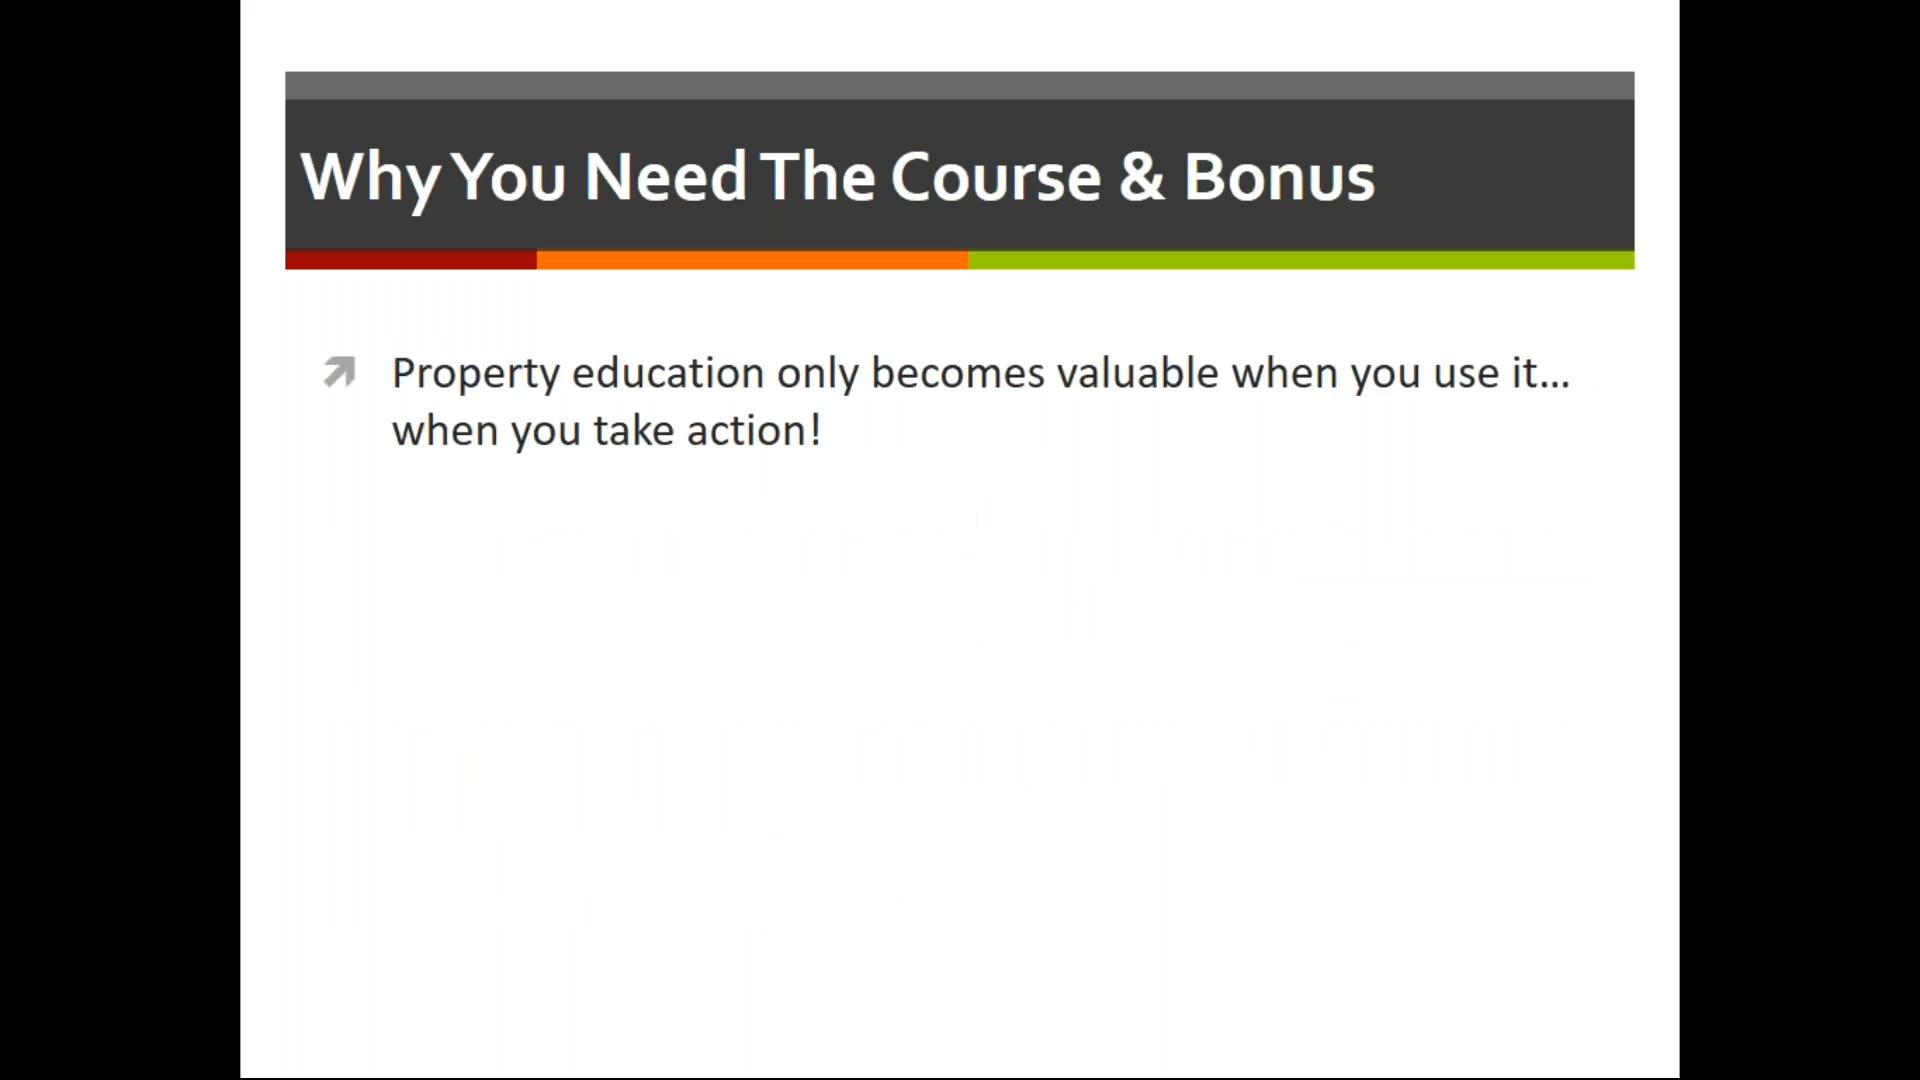 Why You Need The Course & Bonus
Property education only becomes valuable when you use it...
when you take action!